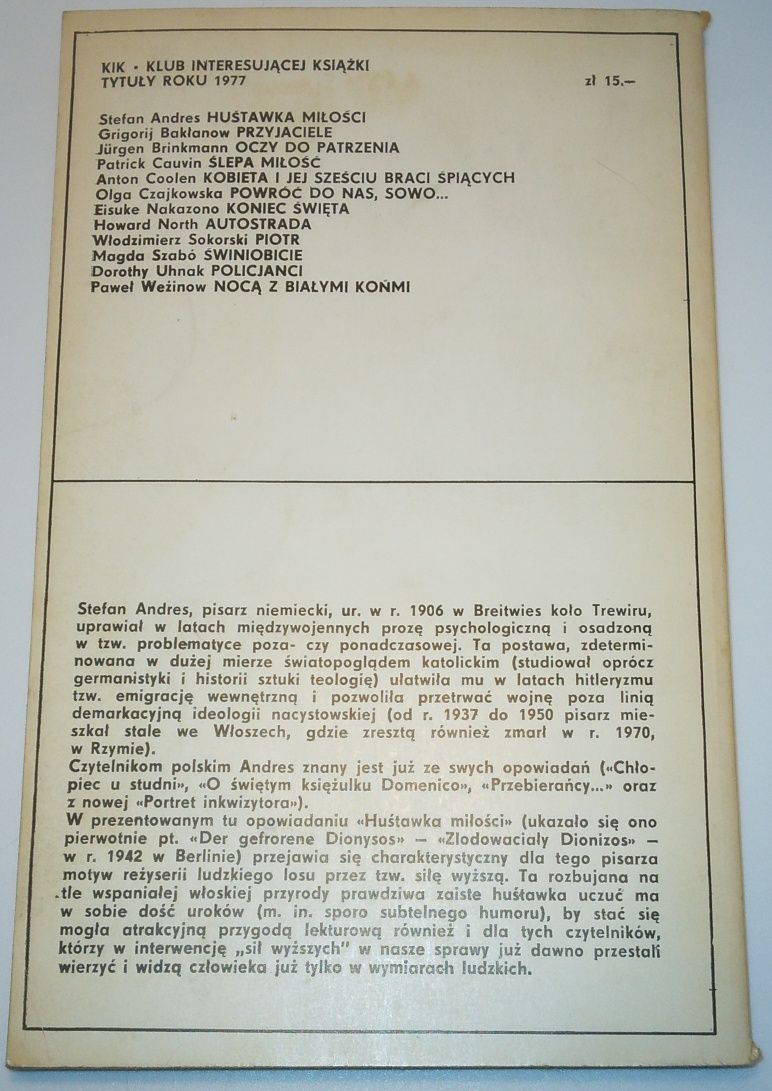 KIK • KLUB INTERESUJĄCEJ KSIĄŻKI
TYTUŁY ROKU 1977 zł 15.—
Stefan Andres HUŚTAWKA MIŁOŚCI
Grigorij Bakłanow PRZYJACIELE
Jürgen Brinkmann OCZY DO PATRZENIA
Patrick Cauvin ŚLEPA MIŁOŚĆ
Anton Coolen KOBIETA I JEJ SZEŚCIU BRACI ŚPIĄCYCH
Olga Czajkowska POWRÓĆ DO NAS, SOWO...
Eisuke Nakazono KONIEC ŚWIĘTA
Howard North AUTOSTRADA
Włodzimierz Sokorski PIOTR
Magda Szabó ŚWINIOBICIE
Dorothy Uhnak POLICJANCI
Paweł Weżinow NOCĄ Z BIAŁYMI KOŃMI
Stefan Andres, pisarz niemiecki, ur. w r. 1906 w Breitwies koło Trewiru,
uprawiał w latach międzywojennych prozę psychologiczną i osadzoną
w tzw. problematyce poza- czy ponadczasowej. Ta postawa, zdetermi-
nowana w dużej mierze światopoglądem katolickim (studiował oprócz
germanistyki i historii sztuki teologię) ułatwiła mu w latach hitleryzmu
tzw. emigrację wewnętrzną i pozwoliła przetrwać wojnę poza linią
demarkacyjną ideologii nacystowskiej (od r. 1937 do 1950 pisarz mie-
szkał stale we Włoszech, gdzie zresztą również zmarł w r. 1970,
w Rzymie).
Czytelnikom polskim Andres znany jest już ze swych opowiadań («Chło-
piec u studni», «O świętym księżulku Domenico», «Przebierańcy...» oraz
z nowej «Portret inkwizytora»).
W prezentowanym tu opowiadaniu «Huśtawka miłości» (ukazało się ono
pierwotnie pt. «Der gefrorene Dionysos» — «Zlodowaciały Dionizos» —
w r. 1942 w Berlinie) przejawia się charakterystyczny dla tego pisarza
motyw reżyserii ludzkiego losu przez tzw. siłę wyższą. Ta rozbujana na
tle wspaniałej włoskiej przyrody prawdziwa zaiste huśtawka uczuć ma
w sobie dość uroków (m. in. sporo subtelnego humoru), by stać się
mogła atrakcyjną przygodą lekturową również i dla tych czytelników,
którzy w interwencję „sił wyższych" w nasze sprawy już dawno przestali
wierzyć i widzą człowieka już tylko w wymiarach ludzkich.